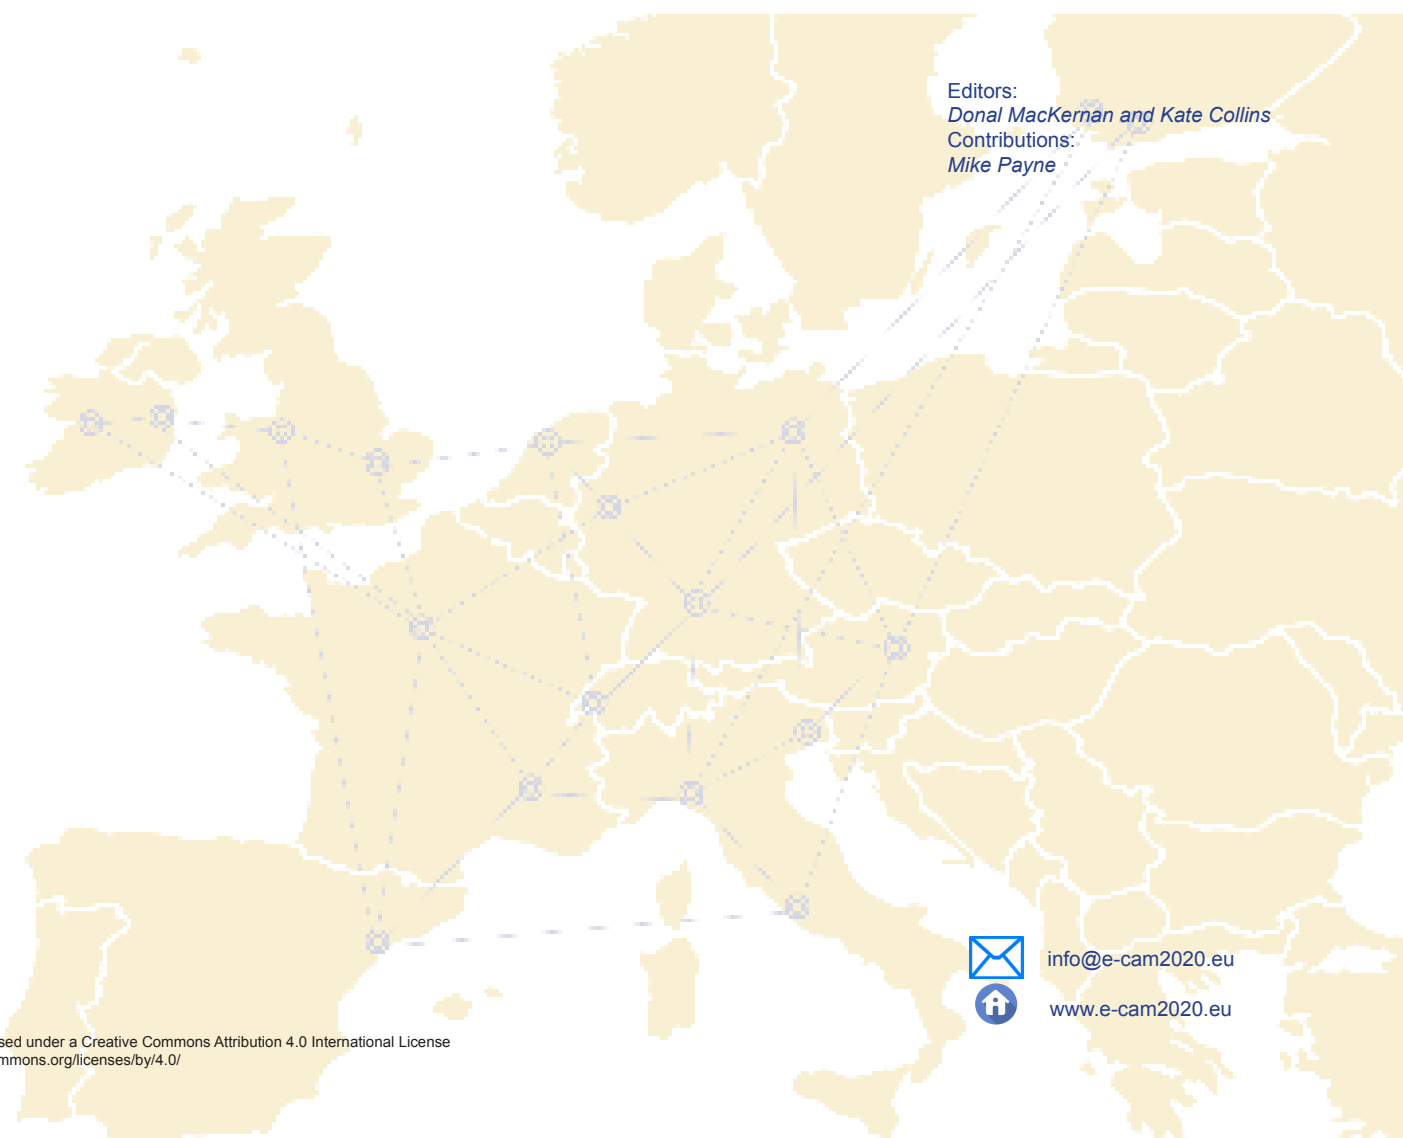 Editors:
Donal MacKernan and Kate Collins
Contributions:
Mike Payne
info@e-cam2020.eu
www.e-cam2020.eu
sed under a Creative Commons Attribution 4.0 International License
mmons.org/licenses/by/4.0/